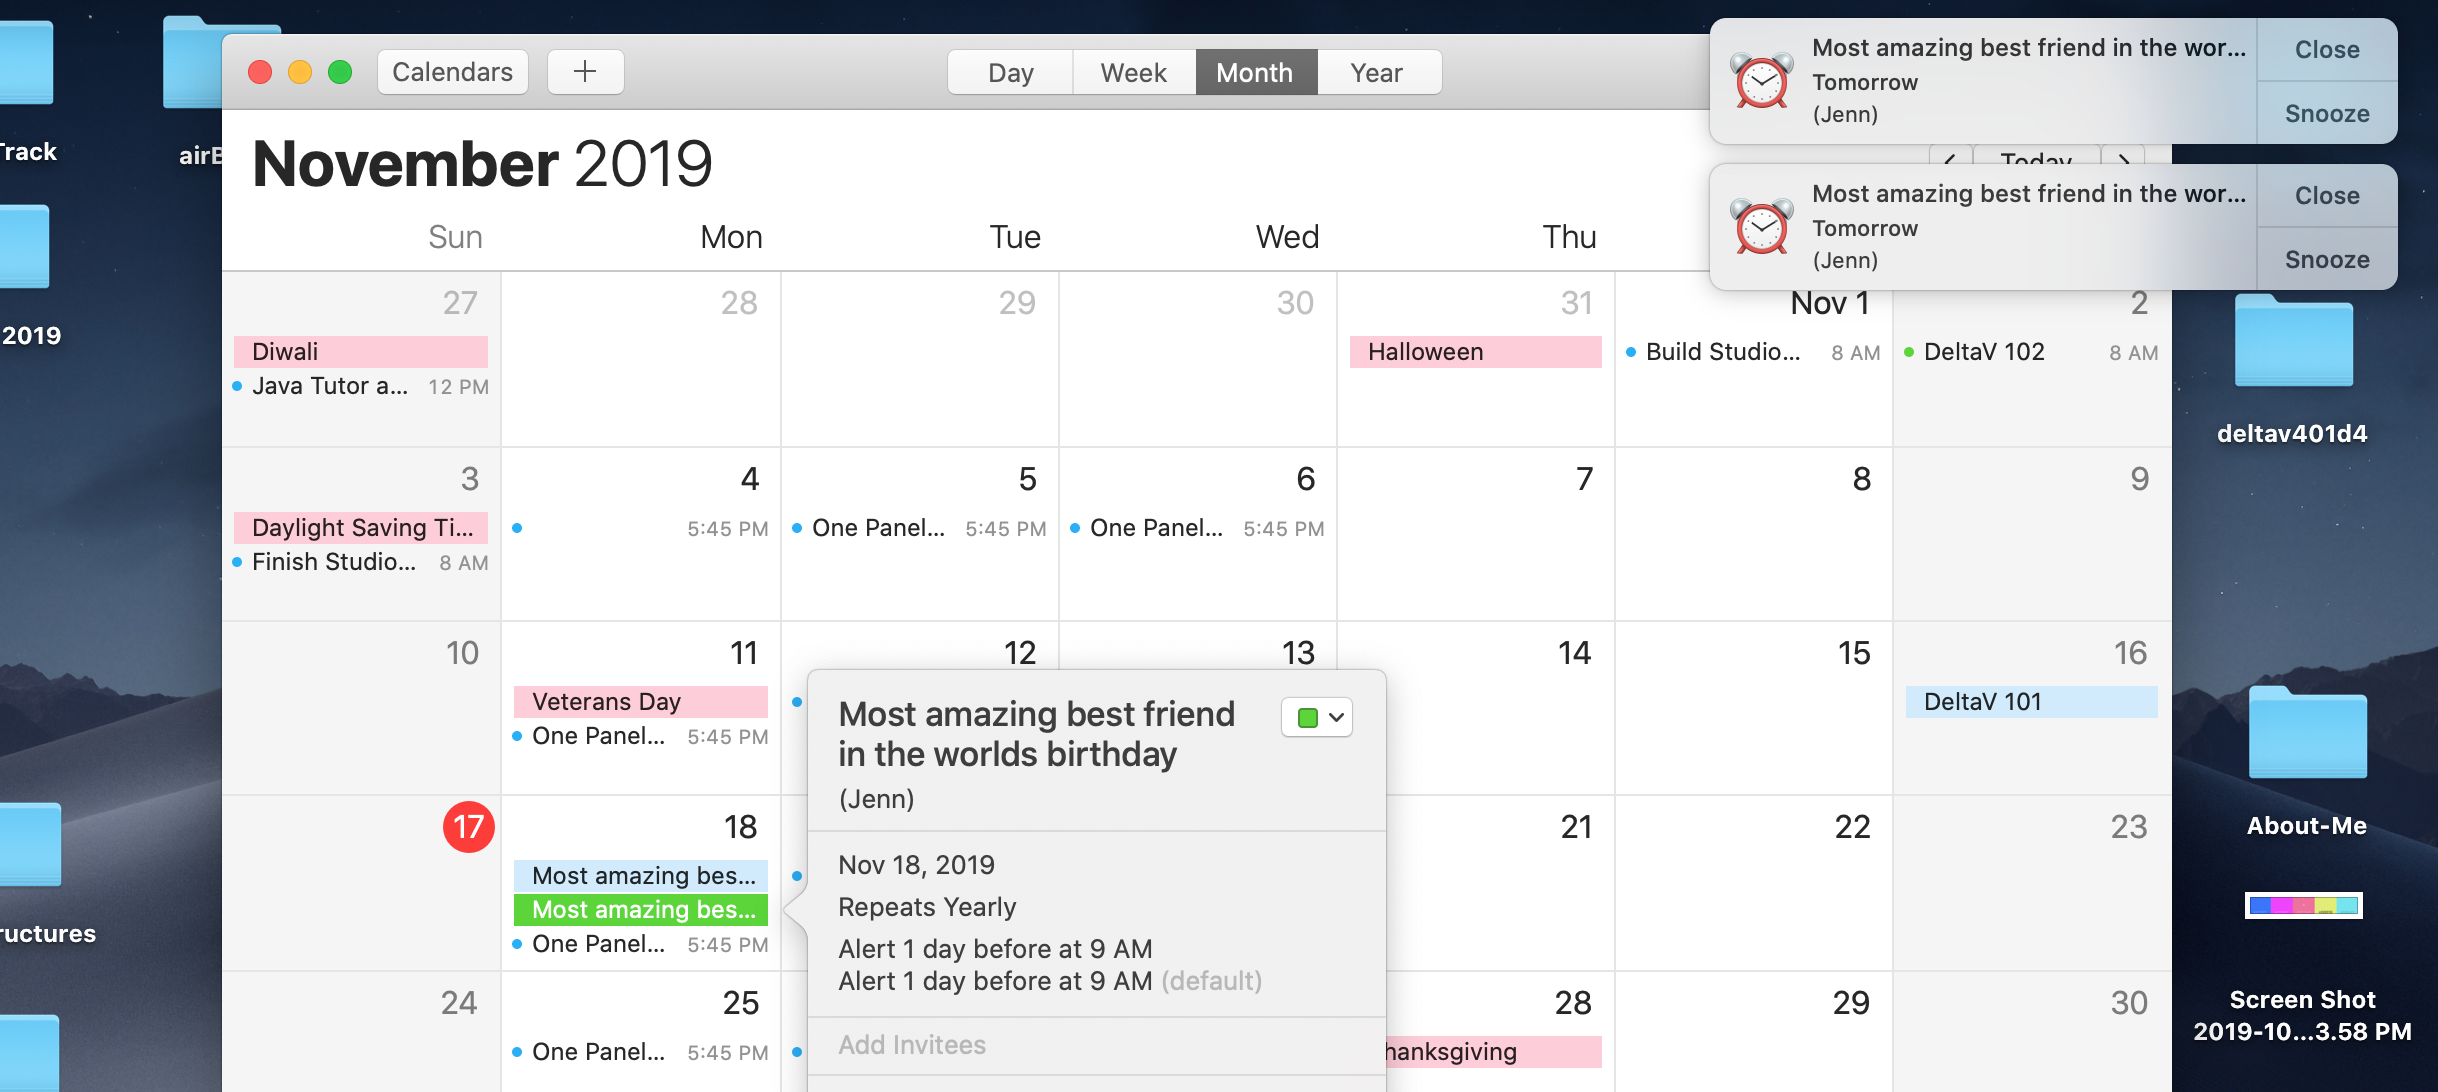 Calendars
+
Day
Week
Month
Year
Most amazing best friend in the wor...
Tomorrow
(Jenn)
Close
Snooze
Most amazing best friend in the wor...
Tomorrow
(Jenn)
Close
Snooze
November 2019
Today
Sun
Mon
Tue
Wed
Thu
27
28
29
30
31
Nov 1
2
Diwali
Halloween
Build Studio... 8 AM
DeltaV 102 8 AM
Java Tutor a... 12 PM
3
4
5
6
7
8
9
Daylight Saving Ti...
5:45 PM
One Panel... 5:45 PM
One Panel... 5:45 PM
Finish Studio... 8 AM
10
11
12
13
14
15
16
Veterans Day
DeltaV 101
One Panel... 5:45 PM
17
18
21
22
23
Most amazing bes...
Most amazing bes...
One Panel... 5:45 PM
24
25
28
29
30
One Panel... 5:45 PM
hanksgiving
Most amazing best friend
in the worlds birthday
(Jenn)
Nov 18, 2019
Repeats Yearly
Alert 1 day before at 9 AM
Alert 1 day before at 9 AM (default)
Add Invitees
Track
airB
2019
ructures
deltav401d4
About-Me
Screen Shot
2019-10...3.58 PM